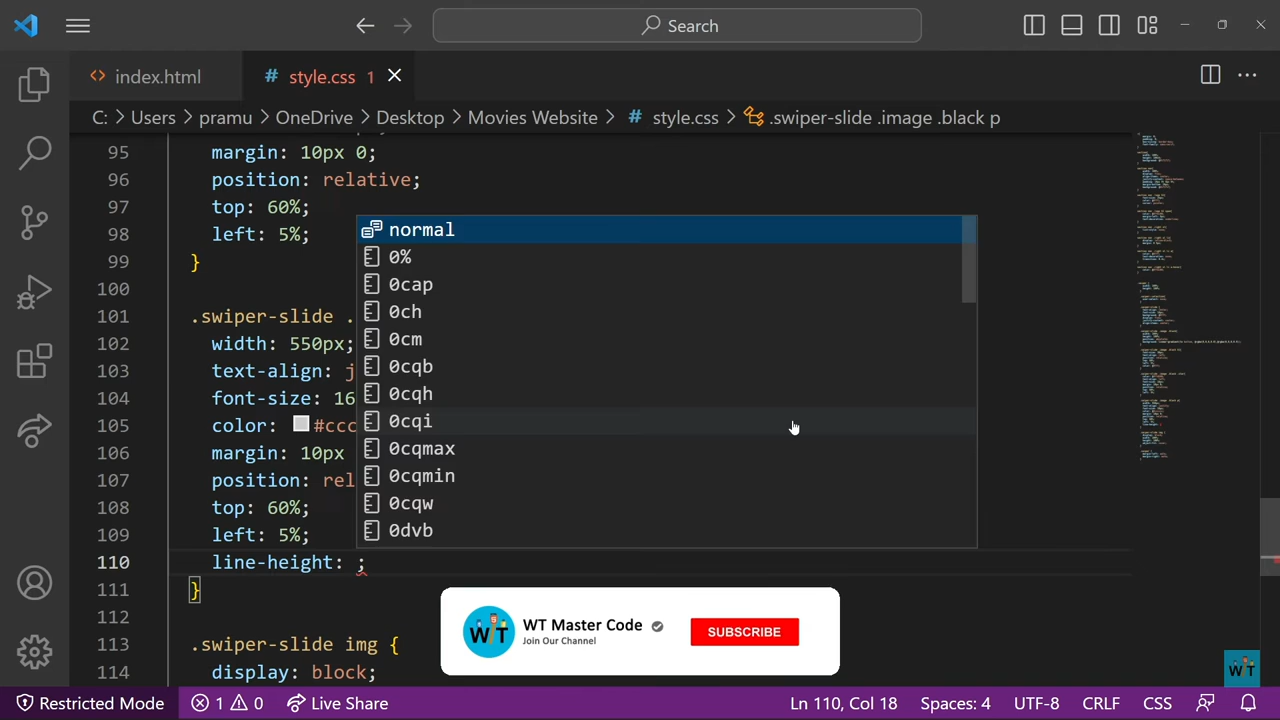 Search
index.html
# style.css 1
C: > Users > pramu > OneDrive > Desktop > Movies Website > # style.css > .swiper-slide .image .black p
95 margin: 10px 0;
96 position: relative;
97 top: 60%;
98 left: 5%;
99 }
100
101 .swiper-slide .
102 width: 550px;
103 text-align: j
104 font-size: 16
105 color: #ccc
106 margin: 10px
107 position: rel
108 top: 60%;
109 left: 5%;
110 line-height: ;
111 }
112
113 .swiper-slide img {
114 display: block;
normal
0%
0cap
0ch
0cm
0cqb
0cqh
0cqi
0cqmax
0cqmin
0cqw
0dvb
WT
WT Master Code
Join Our Channel
SUBSCRIBE
WT
Restricted Mode 1 0 Live Share Ln 110, Col 18 Spaces: 4 UTF-8 CRLF CSS